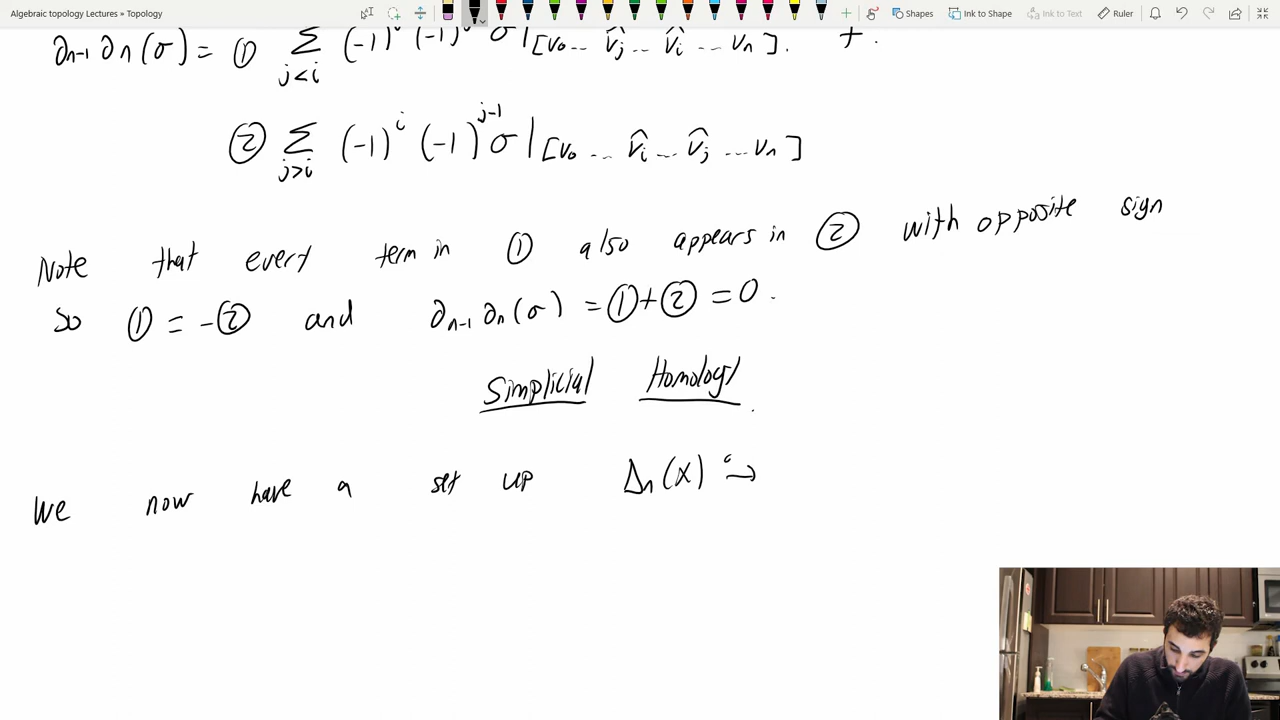 Algebraic topology Lectures » Topology
Shapes Ink to Shape Ink to Text Ruler
∂n-1 ∂n(σ) = ① Σ j<i (-1)^i (-1)^j σ|[v0 ... v̂j ... v̂i ... vn]. +
② Σ j>i (-1)^i (-1)^j-1 σ|[v0 ... v̂i ... v̂j ... vn]
Note that every term in ① also appears in ② with opposite sign
so ① = -② and ∂n-1 ∂n(σ) = ①+② = 0.
Simplicial Homology
We now have a set up Δn(X) →